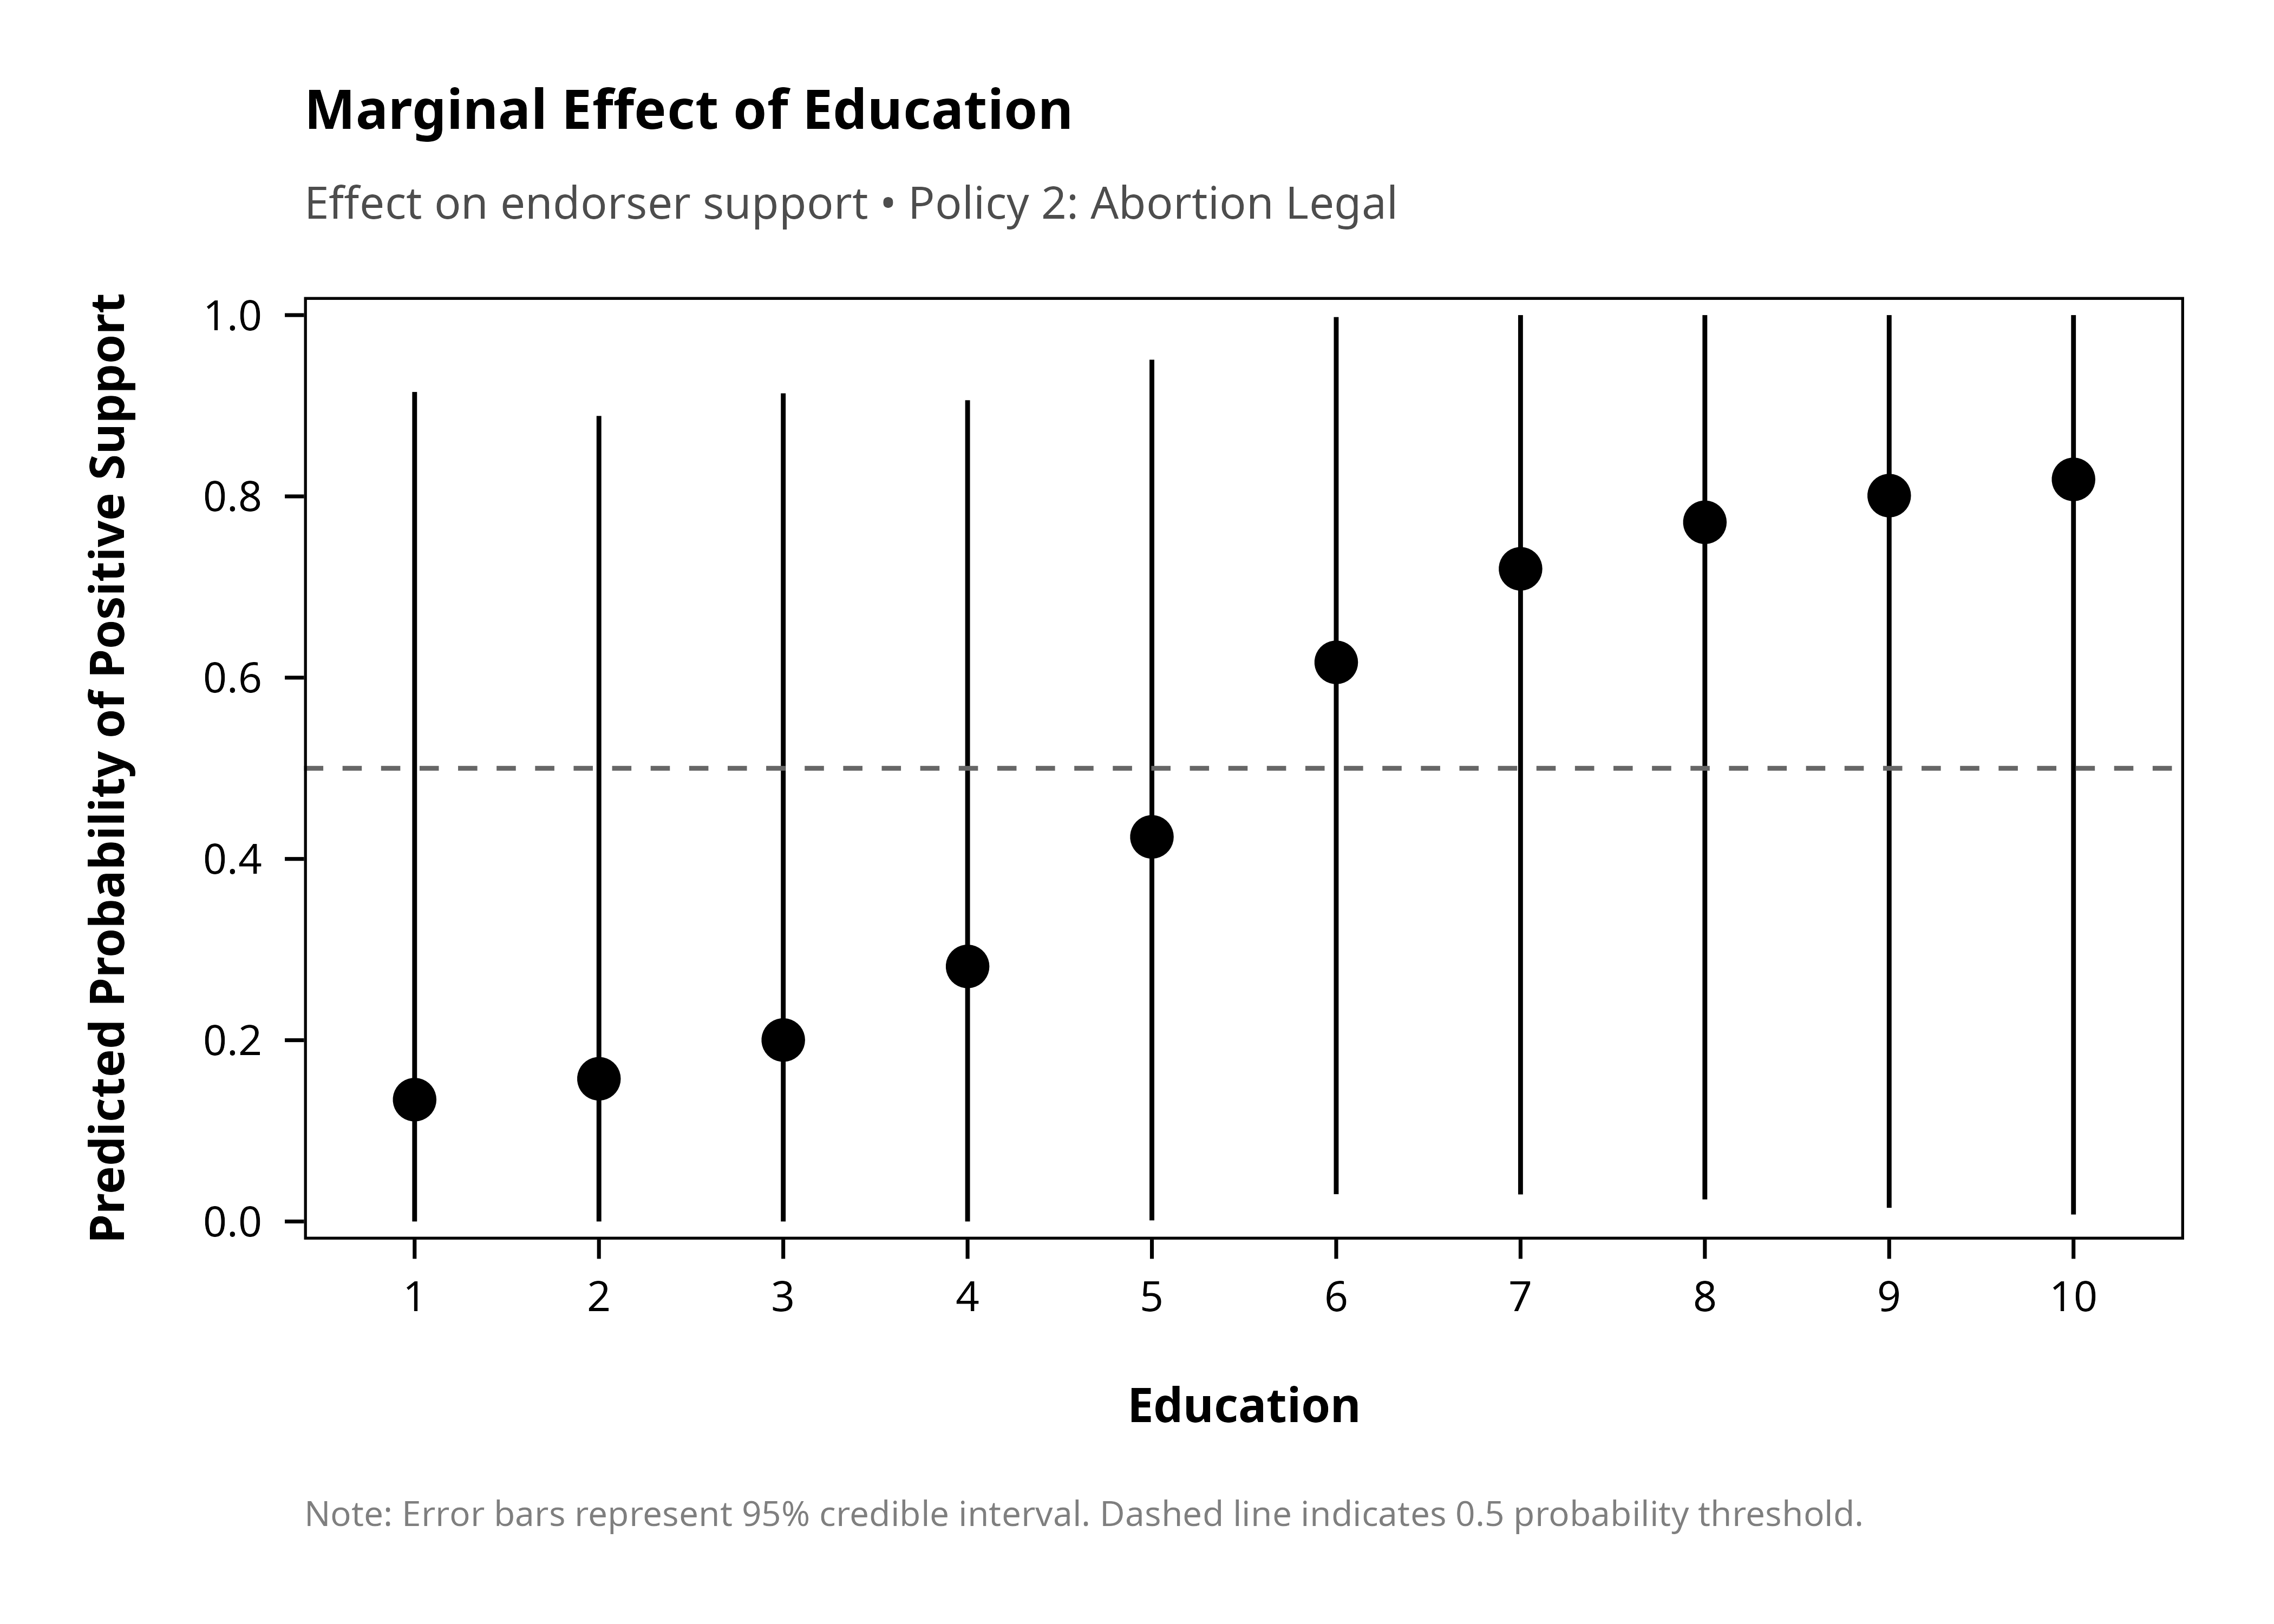 Marginal Effect of Education
Effect on endorser support • Policy 2: Abortion Legal
Predicted Probability of Positive Support
1.0
0.8
0.6
0.4
0.2
0.0
1 2 3 4 5 6 7 8 9 10
Education
Note: Error bars represent 95% credible interval. Dashed line indicates 0.5 probability threshold.